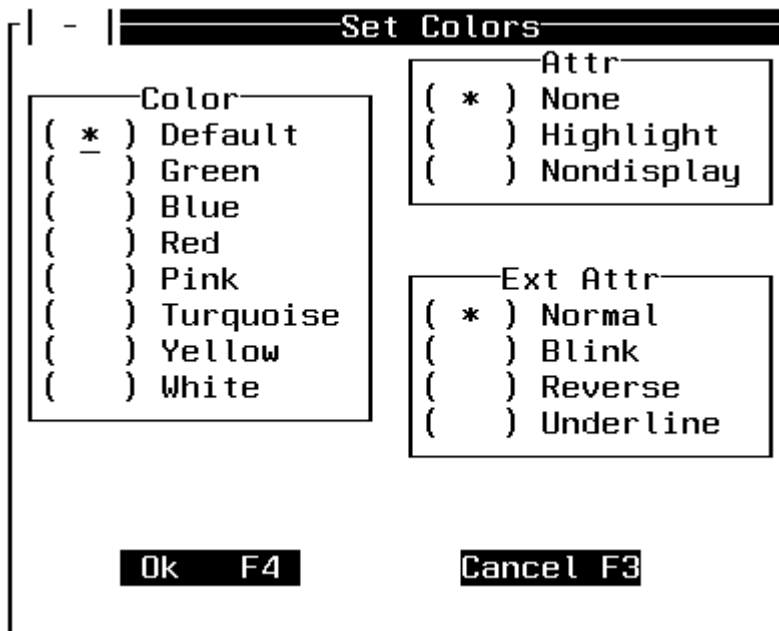 - Set Colors
Color
( * ) Default
(   ) Green
(   ) Blue
(   ) Red
(   ) Pink
(   ) Turquoise
(   ) Yellow
(   ) White
Attr
( * ) None
(   ) Highlight
(   ) Nondisplay
Ext Attr
( * ) Normal
(   ) Blink
(   ) Reverse
(   ) Underline
Ok F4
Cancel F3